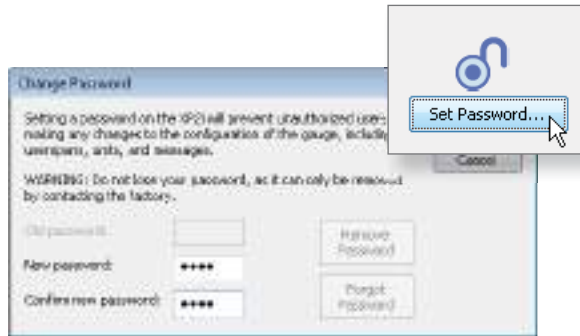 Set Password...
Change Password
Setting a password on the XP2i will prevent unauthorized users
making any changes to the configuration of the gauge, including
userspans, units, and messages.
Cancel
WARNING: Do not lose your password, as it can only be removed
by contacting the factory.
Old password:
Remove
Password
New password:
Confirm new password:
Forgot
Password